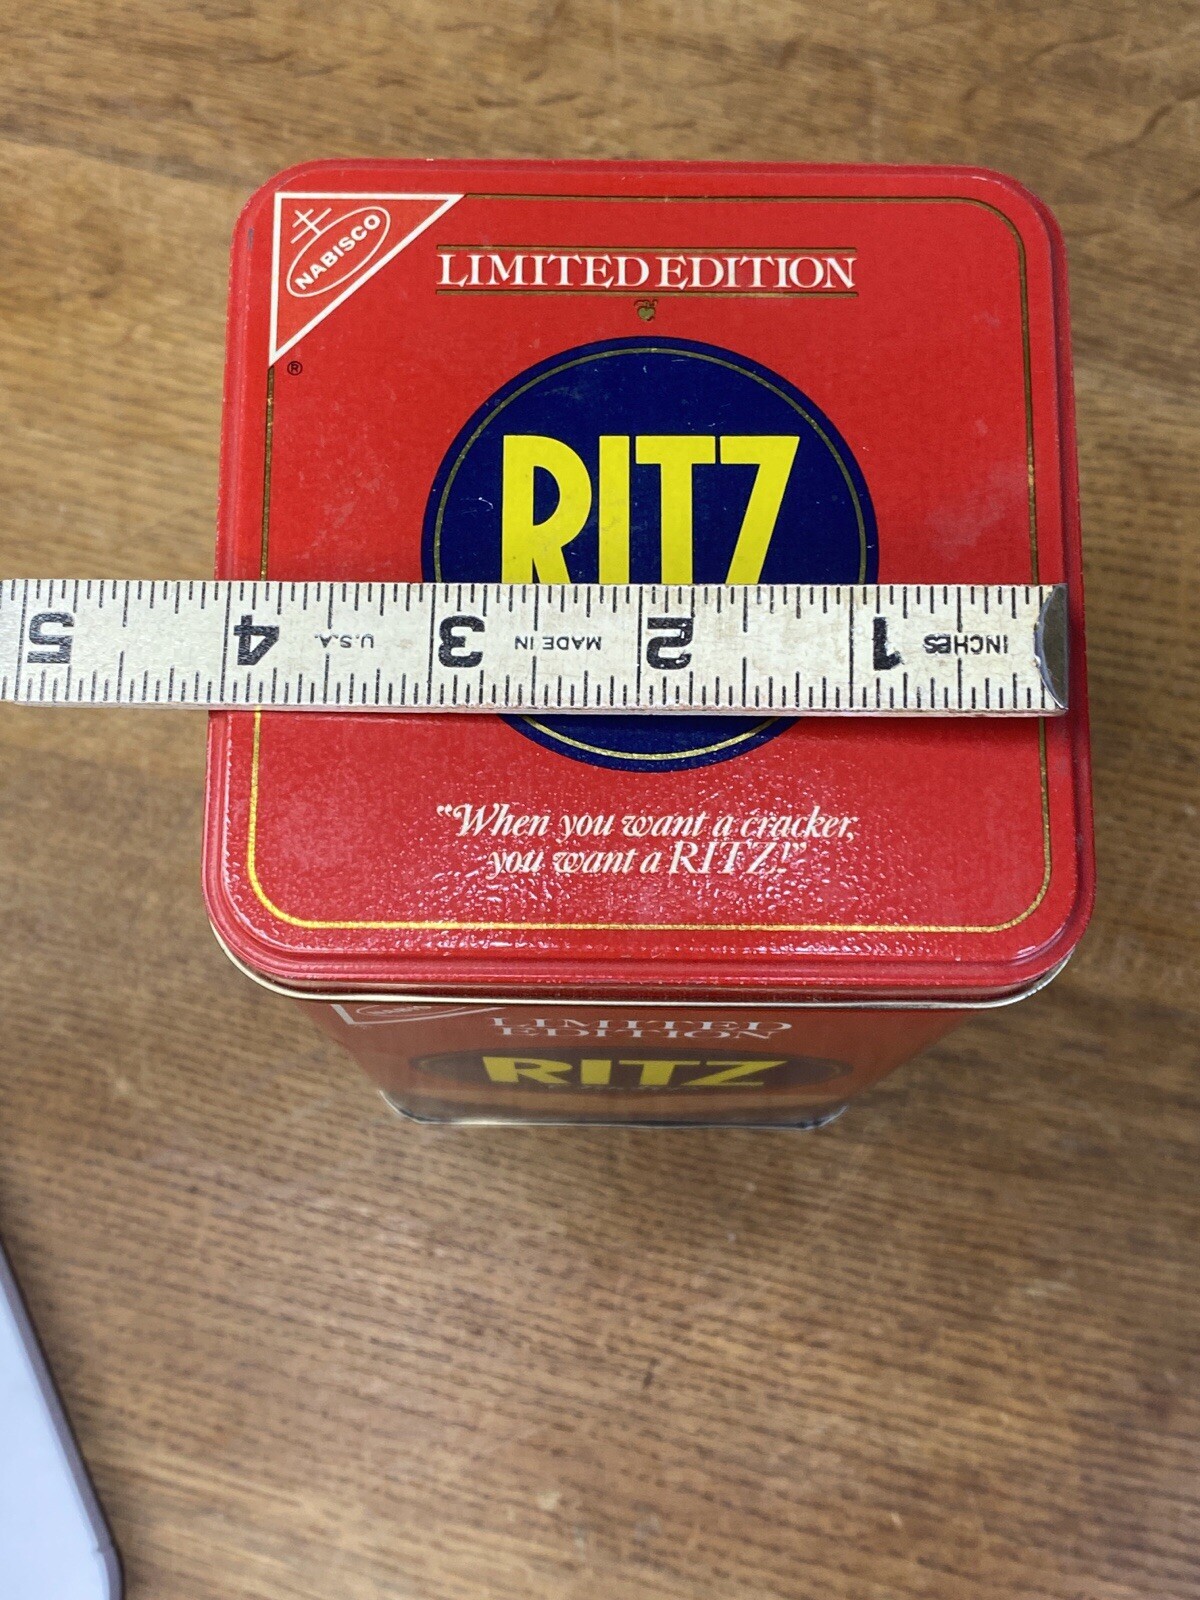 NABISCO
®
LIMITED EDITION
RITZ
5 4 U.S.A. 3 MADE IN 2 1 INCHES
“When you want a cracker,
you want a RITZ!”
LIMITED
EDITION
RITZ